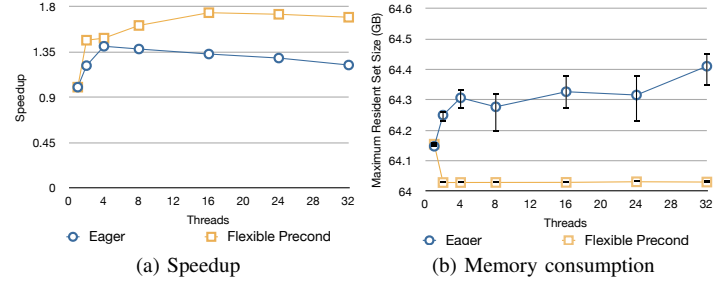 1.8
1.35
0.9
0.45
0
Speedup
0 4 8 12 16 20 24 28 32
Threads
Eager Flexible Precond
(a) Speedup
64.6
64.5
64.4
64.3
64.2
64.1
64
Maximum Resident Set Size (GB)
0 4 8 12 16 20 24 28 32
Threads
Eager Flexible Precond
(b) Memory consumption